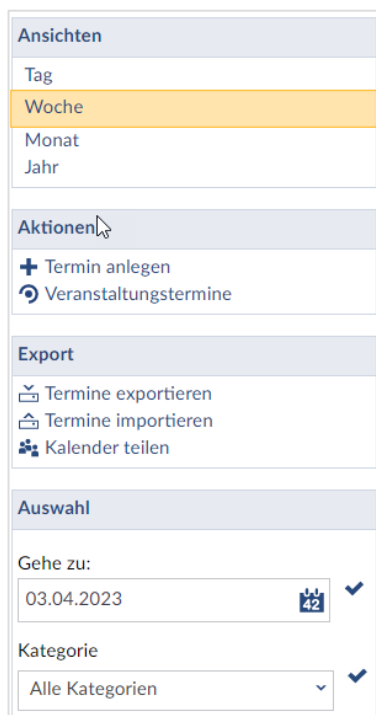 Ansichten
Tag
Woche
Monat
Jahr
Aktionen
Termin anlegen
Veranstaltungstermine
Export
Termine exportieren
Termine importieren
Kalender teilen
Auswahl
Gehe zu:
03.04.2023
42
Kategorie
Alle Kategorien